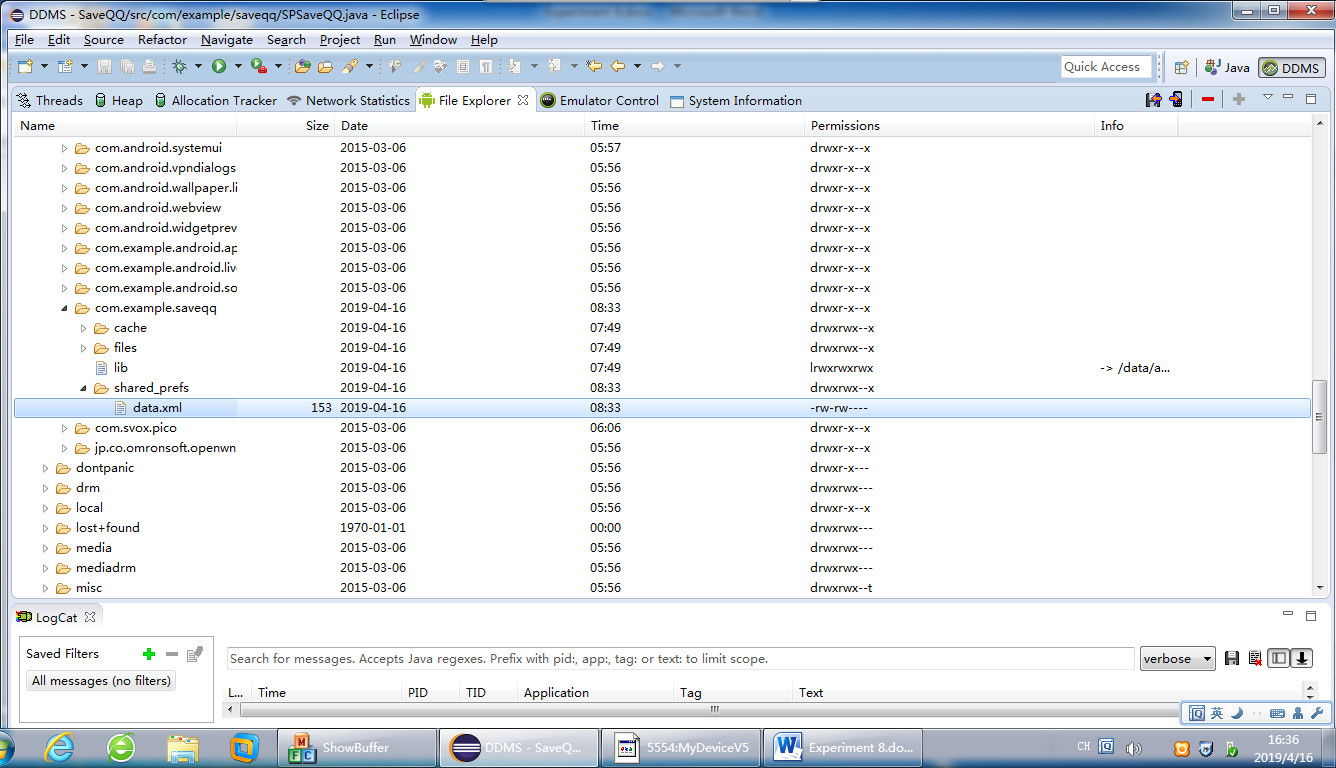 DDMS - SaveQQ/src/com/example/saveqq/SPSaveQQ.java - Eclipse
File Edit Source Refactor Navigate Search Project Run Window Help
Quick Access Java DDMS
Threads Heap Allocation Tracker Network Statistics File Explorer Emulator Control System Information
Name Size Date Time Permissions Info
com.android.systemui 2015-03-06 05:57 drwxr-x--x
com.android.vpndialogs 2015-03-06 05:56 drwxr-x--x
com.android.wallpaper.li 2015-03-06 05:56 drwxr-x--x
com.android.webview 2015-03-06 05:56 drwxr-x--x
com.android.widgetprev 2015-03-06 05:56 drwxr-x--x
com.example.android.ap 2015-03-06 05:56 drwxr-x--x
com.example.android.liv 2015-03-06 05:56 drwxr-x--x
com.example.android.so 2015-03-06 05:56 drwxr-x--x
com.example.saveqq 2019-04-16 08:33 drwxr-x--x
cache 2019-04-16 07:49 drwxrwx--x
files 2019-04-16 07:49 drwxrwx--x
lib 2019-04-16 07:49 lrwxrwxrwx -> /data/a...
shared_prefs 2019-04-16 08:33 drwxrwx--x
data.xml 153 2019-04-16 08:33 -rw-rw----
com.svox.pico 2015-03-06 06:06 drwxr-x--x
jp.co.omronsoft.openwn 2015-03-06 05:56 drwxr-x--x
dontpanic 2015-03-06 05:56 drwxr-x---
drm 2015-03-06 05:56 drwxrwx---
local 2015-03-06 05:56 drwxr-x--x
lost+found 1970-01-01 00:00 drwxrwx---
media 2015-03-06 05:56 drwxrwx---
mediadrm 2015-03-06 05:56 drwxrwx---
misc 2015-03-06 05:56 drwxrwx--t
LogCat
Saved Filters
All messages (no filters)
Search for messages. Accepts Java regexes. Prefix with pid:, app:, tag: or text: to limit scope.
verbose
L... Time PID TID Application Tag Text
英
ShowBuffer DDMS - SaveQ... 5554:MyDeviceV5 Experiment 8.do... CH 16:36
2019/4/16